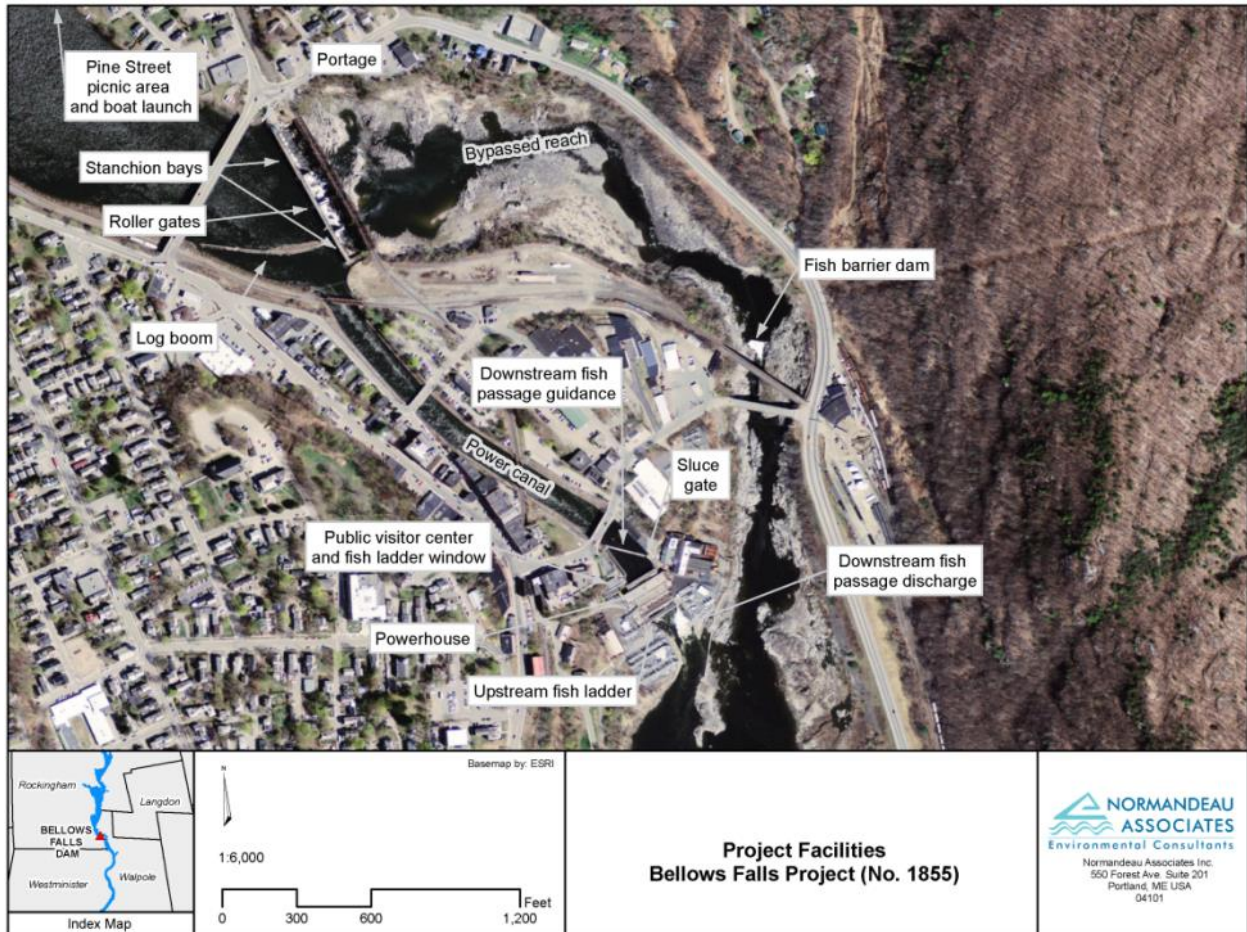 Pine Street
picnic area
and boat launch
Portage
Stanchion bays
Bypassed reach
Roller gates
Fish barrier dam
Log boom
Downstream fish
passage guidance
Power canal
Sluce
gate
Public visitor center
and fish ladder window
Downstream fish
passage discharge
Powerhouse
Upstream fish ladder
Rockingham
Langdon
BELLOWS
FALLS
DAM
Westminister
Walpole
Index Map
Basemap by: ESRI
N
1:6,000
Feet
0 300 600 1,200
Project Facilities
Bellows Falls Project (No. 1855)
NORMANDEAU
ASSOCIATES
Environmental Consultants
Normandeau Associates Inc.
550 Forest Ave. Suite 201
Portland, ME USA
04101